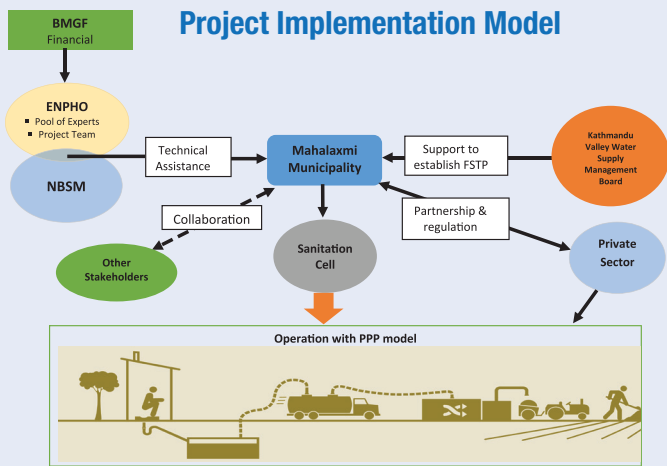 Project Implementation Model
BMGF
Financial
ENPHO
▪ Pool of Experts
▪ Project Team
NBSM
Technical
Assistance
Mahalaxmi
Municipality
Support to
establish FSTP
Kathmandu
Valley Water
Supply
Management
Board
Collaboration
Partnership &
regulation
Other
Stakeholders
Sanitation
Cell
Private
Sector
Operation with PPP model